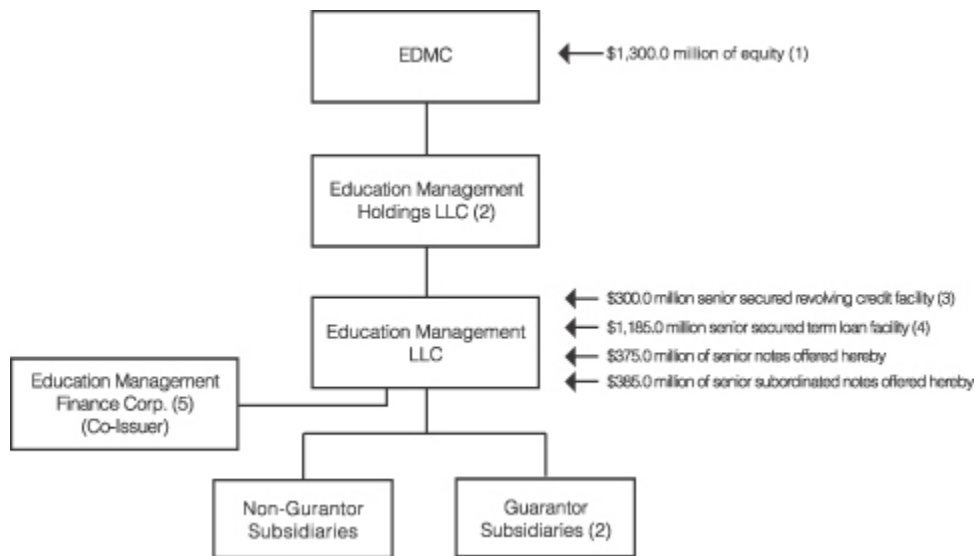 EDMC
$1,300.0 million of equity (1)
Education Management
Holdings LLC (2)
$300.0 million senior secured revolving credit facility (3)
$1,185.0 million senior secured term loan facility (4)
$375.0 million of senior notes offered hereby
$385.0 million of senior subordinated notes offered hereby
Education Management
LLC
Education Management
Finance Corp. (5)
(Co-Issuer)
Non-Gurantor
Subsidiaries
Guarantor
Subsidiaries (2)